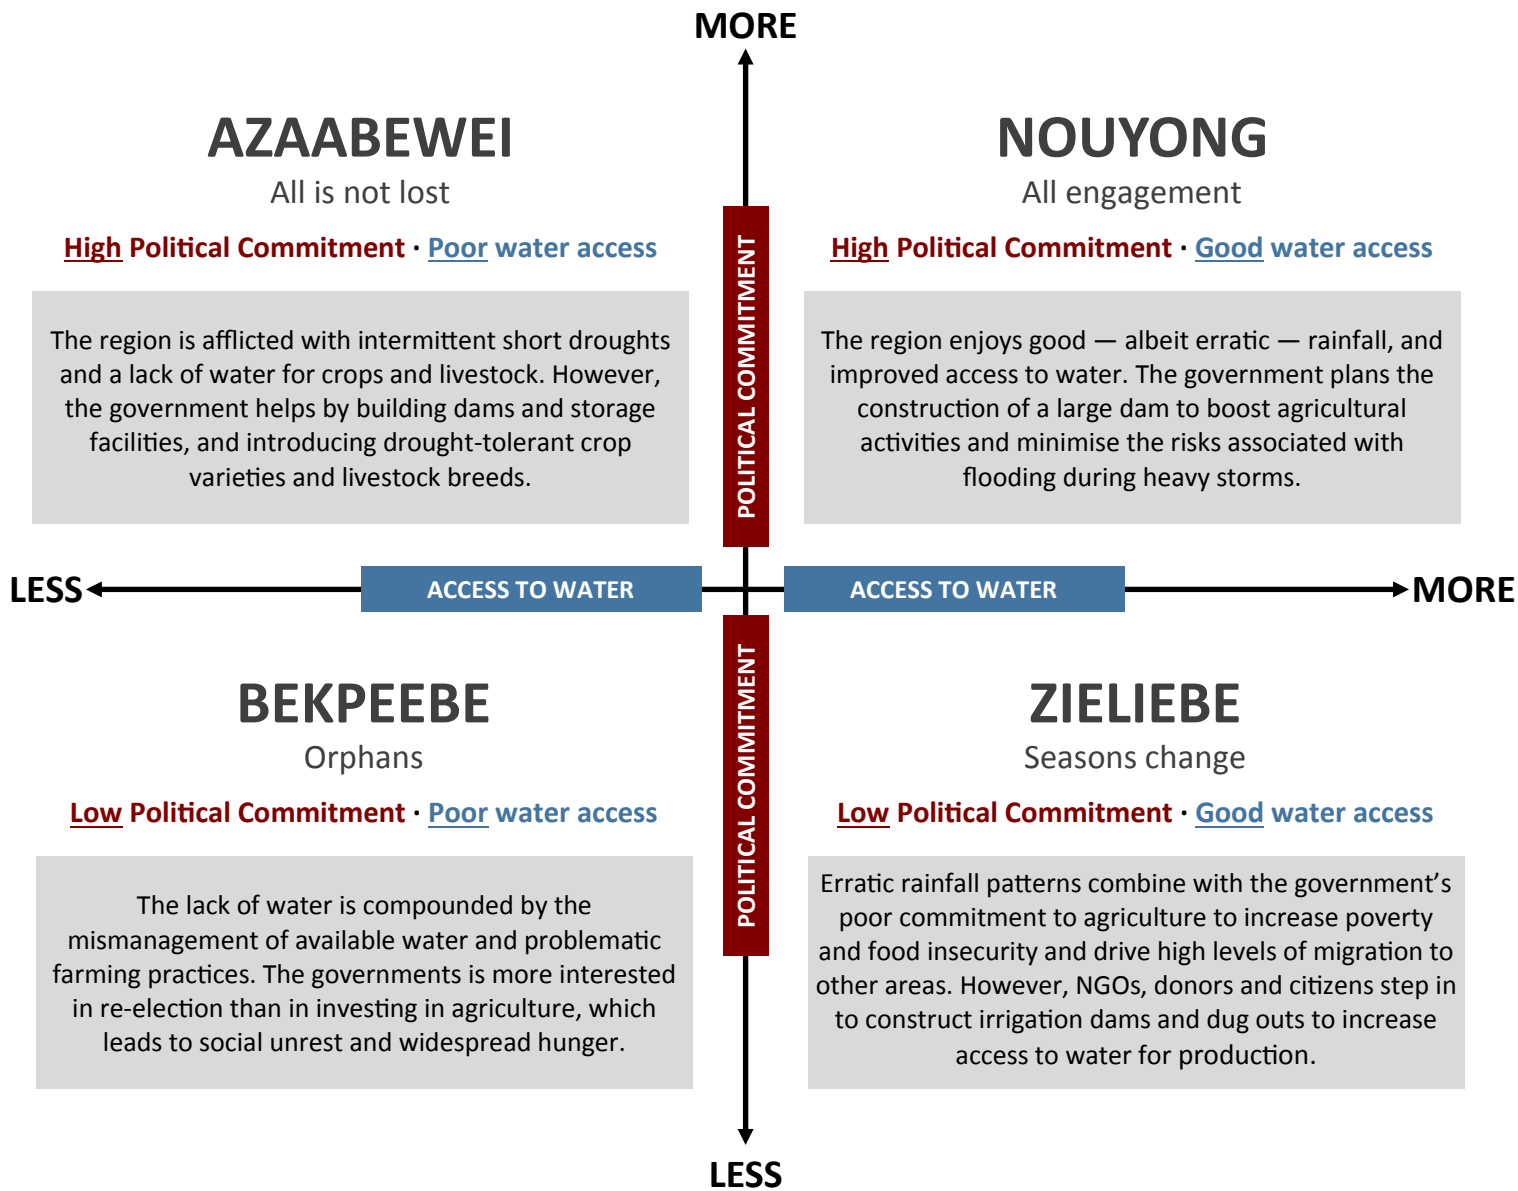 MORE
AZAABEWEI
All is not lost
High Political Commitment · Poor water access
The region is afflicted with intermittent short droughts
and a lack of water for crops and livestock. However,
the government helps by building dams and storage
facilities, and introducing drought-tolerant crop
varieties and livestock breeds.
NOUYONG
All engagement
High Political Commitment · Good water access
The region enjoys good — albeit erratic — rainfall, and
improved access to water. The government plans the
construction of a large dam to boost agricultural
activities and minimise the risks associated with
flooding during heavy storms.
POLITICAL COMMITMENT
LESS
ACCESS TO WATER
ACCESS TO WATER
MORE
POLITICAL COMMITMENT
BEKPEEBE
Orphans
Low Political Commitment · Poor water access
The lack of water is compounded by the
mismanagement of available water and problematic
farming practices. The governments is more interested
in re-election than in investing in agriculture, which
leads to social unrest and widespread hunger.
ZIELIEBE
Seasons change
Low Political Commitment · Good water access
Erratic rainfall patterns combine with the government’s
poor commitment to agriculture to increase poverty
and food insecurity and drive high levels of migration to
other areas. However, NGOs, donors and citizens step in
to construct irrigation dams and dug outs to increase
access to water for production.
LESS